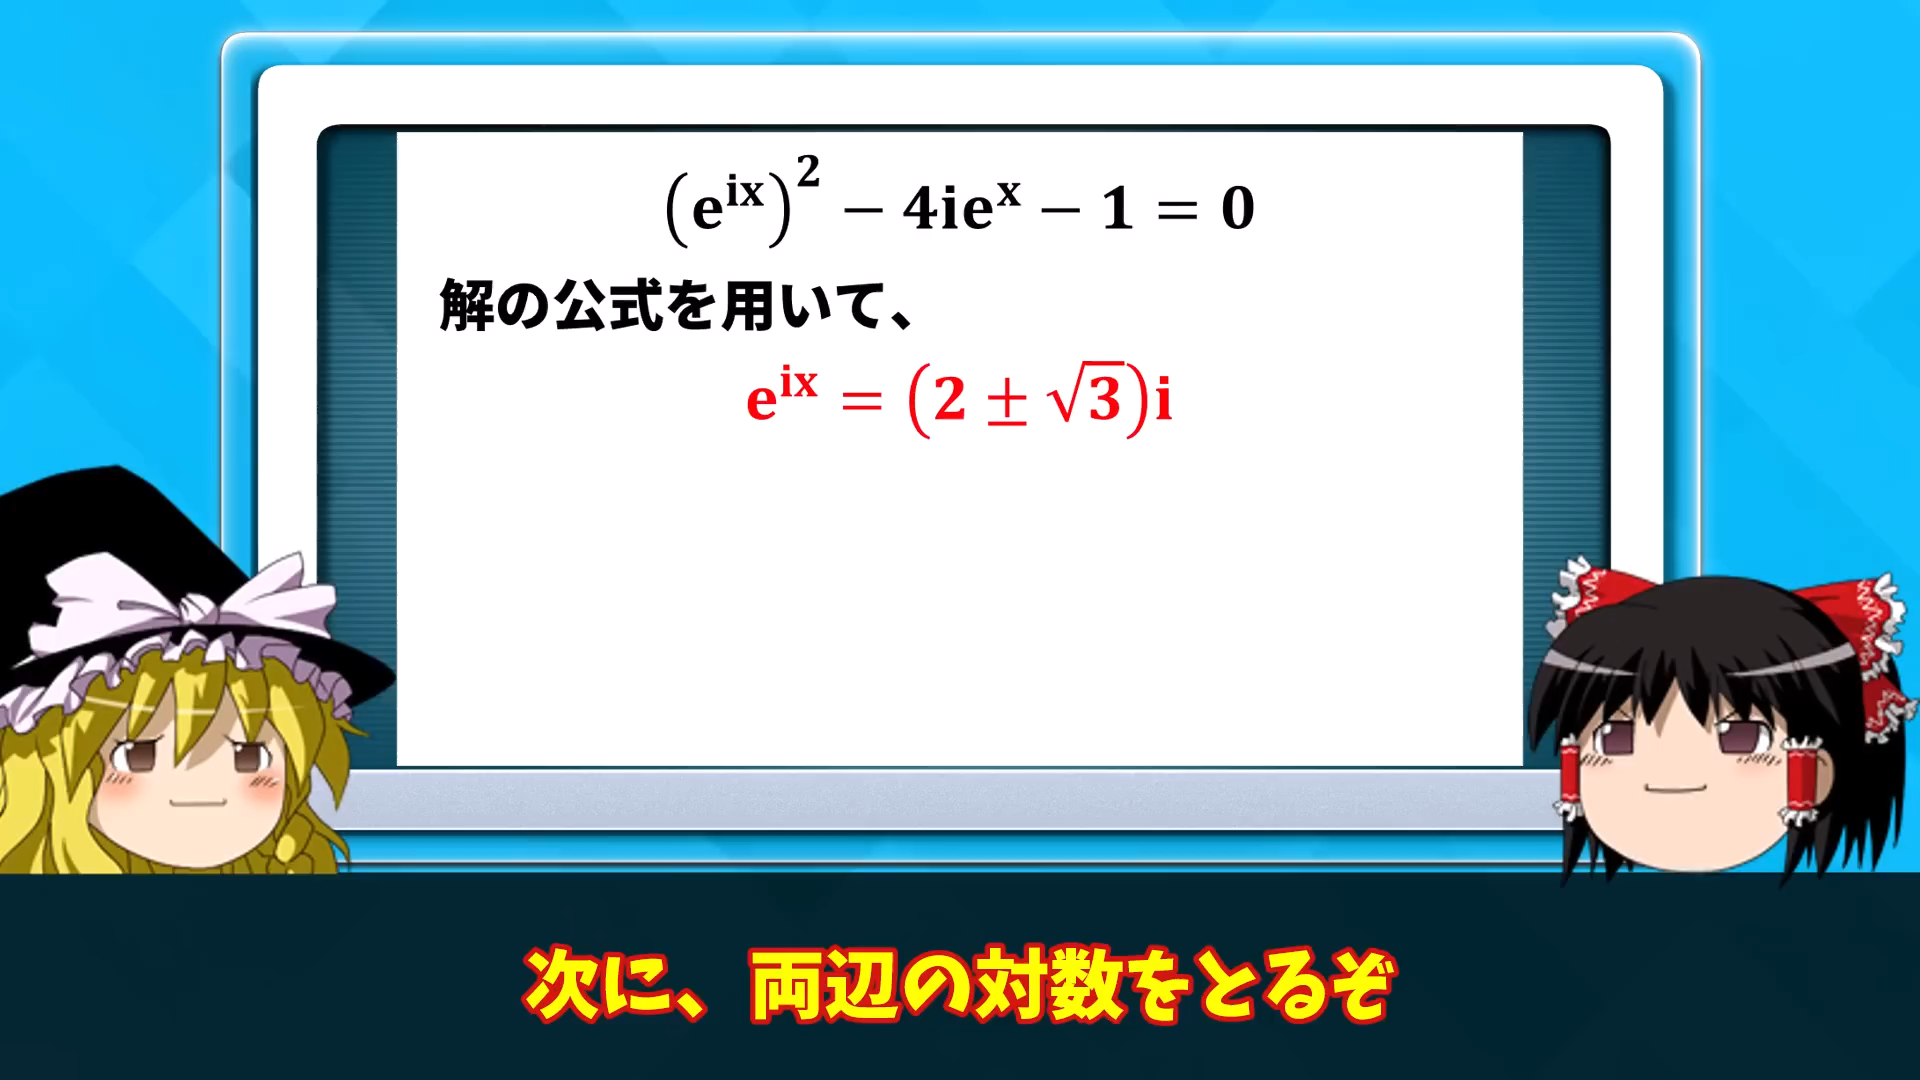 (e^{ix})^2 − 4ie^x − 1 = 0
解の公式を用いて、
e^{ix} = (2 ± √3)i
次に、両辺の対数をとるぞ